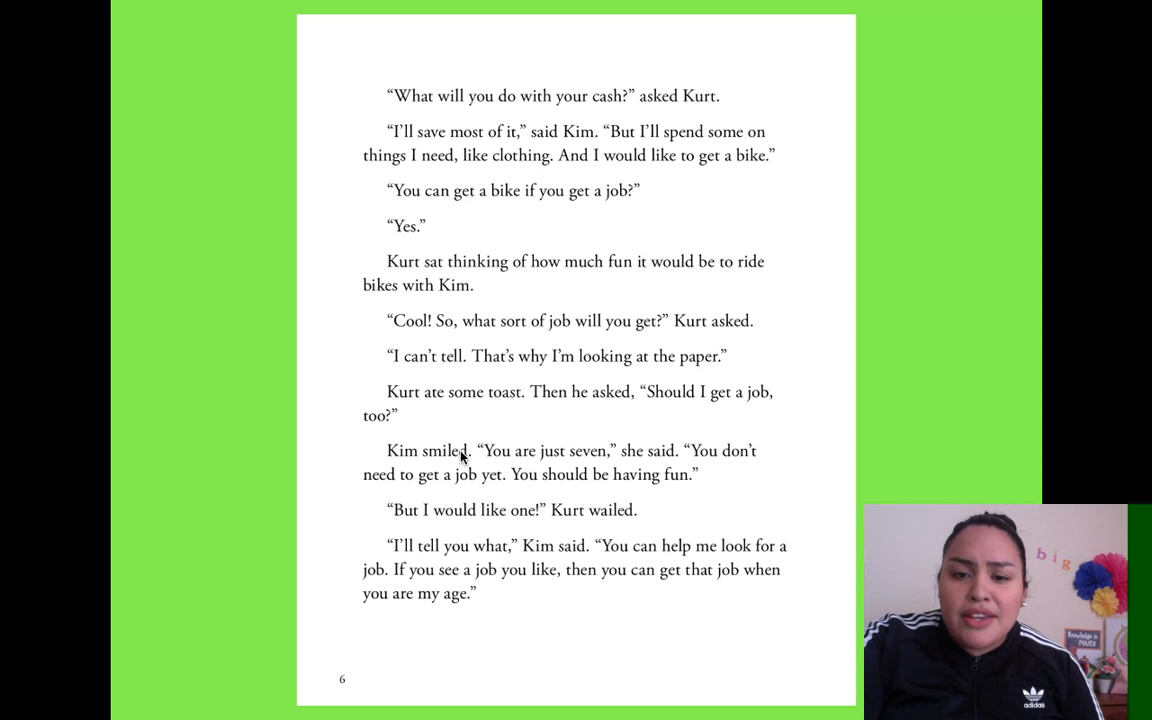 “What will you do with your cash?” asked Kurt.
“I’ll save most of it,” said Kim. “But I’ll spend some on
things I need, like clothing. And I would like to get a bike.”
“You can get a bike if you get a job?”
“Yes.”
Kurt sat thinking of how much fun it would be to ride
bikes with Kim.
“Cool! So, what sort of job will you get?” Kurt asked.
“I can’t tell. That’s why I’m looking at the paper.”
Kurt ate some toast. Then he asked, “Should I get a job,
too?”
Kim smiled. “You are just seven,” she said. “You don’t
need to get a job yet. You should be having fun.”
“But I would like one!” Kurt wailed.
“I’ll tell you what,” Kim said. “You can help me look for a
job. If you see a job you like, then you can get that job when
you are my age.”
6
big
Knowledge is
POWER
adidas